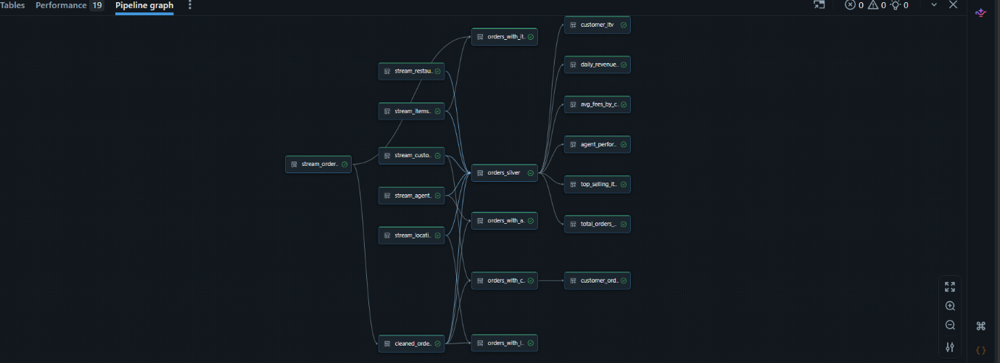 Tables Performance 19 Pipeline graph 0 0 0
customer_ltv
orders_with_it..
daily_revenue..
stream_restau..
avg_fees_by_c..
stream_items..
agent_perfor..
stream_custo..
stream_order..
orders_silver
top_selling_it..
stream_agent..
orders_with_a..
total_orders_..
stream_locati..
orders_with_c..
customer_ord..
cleaned_orde..
orders_with_l..